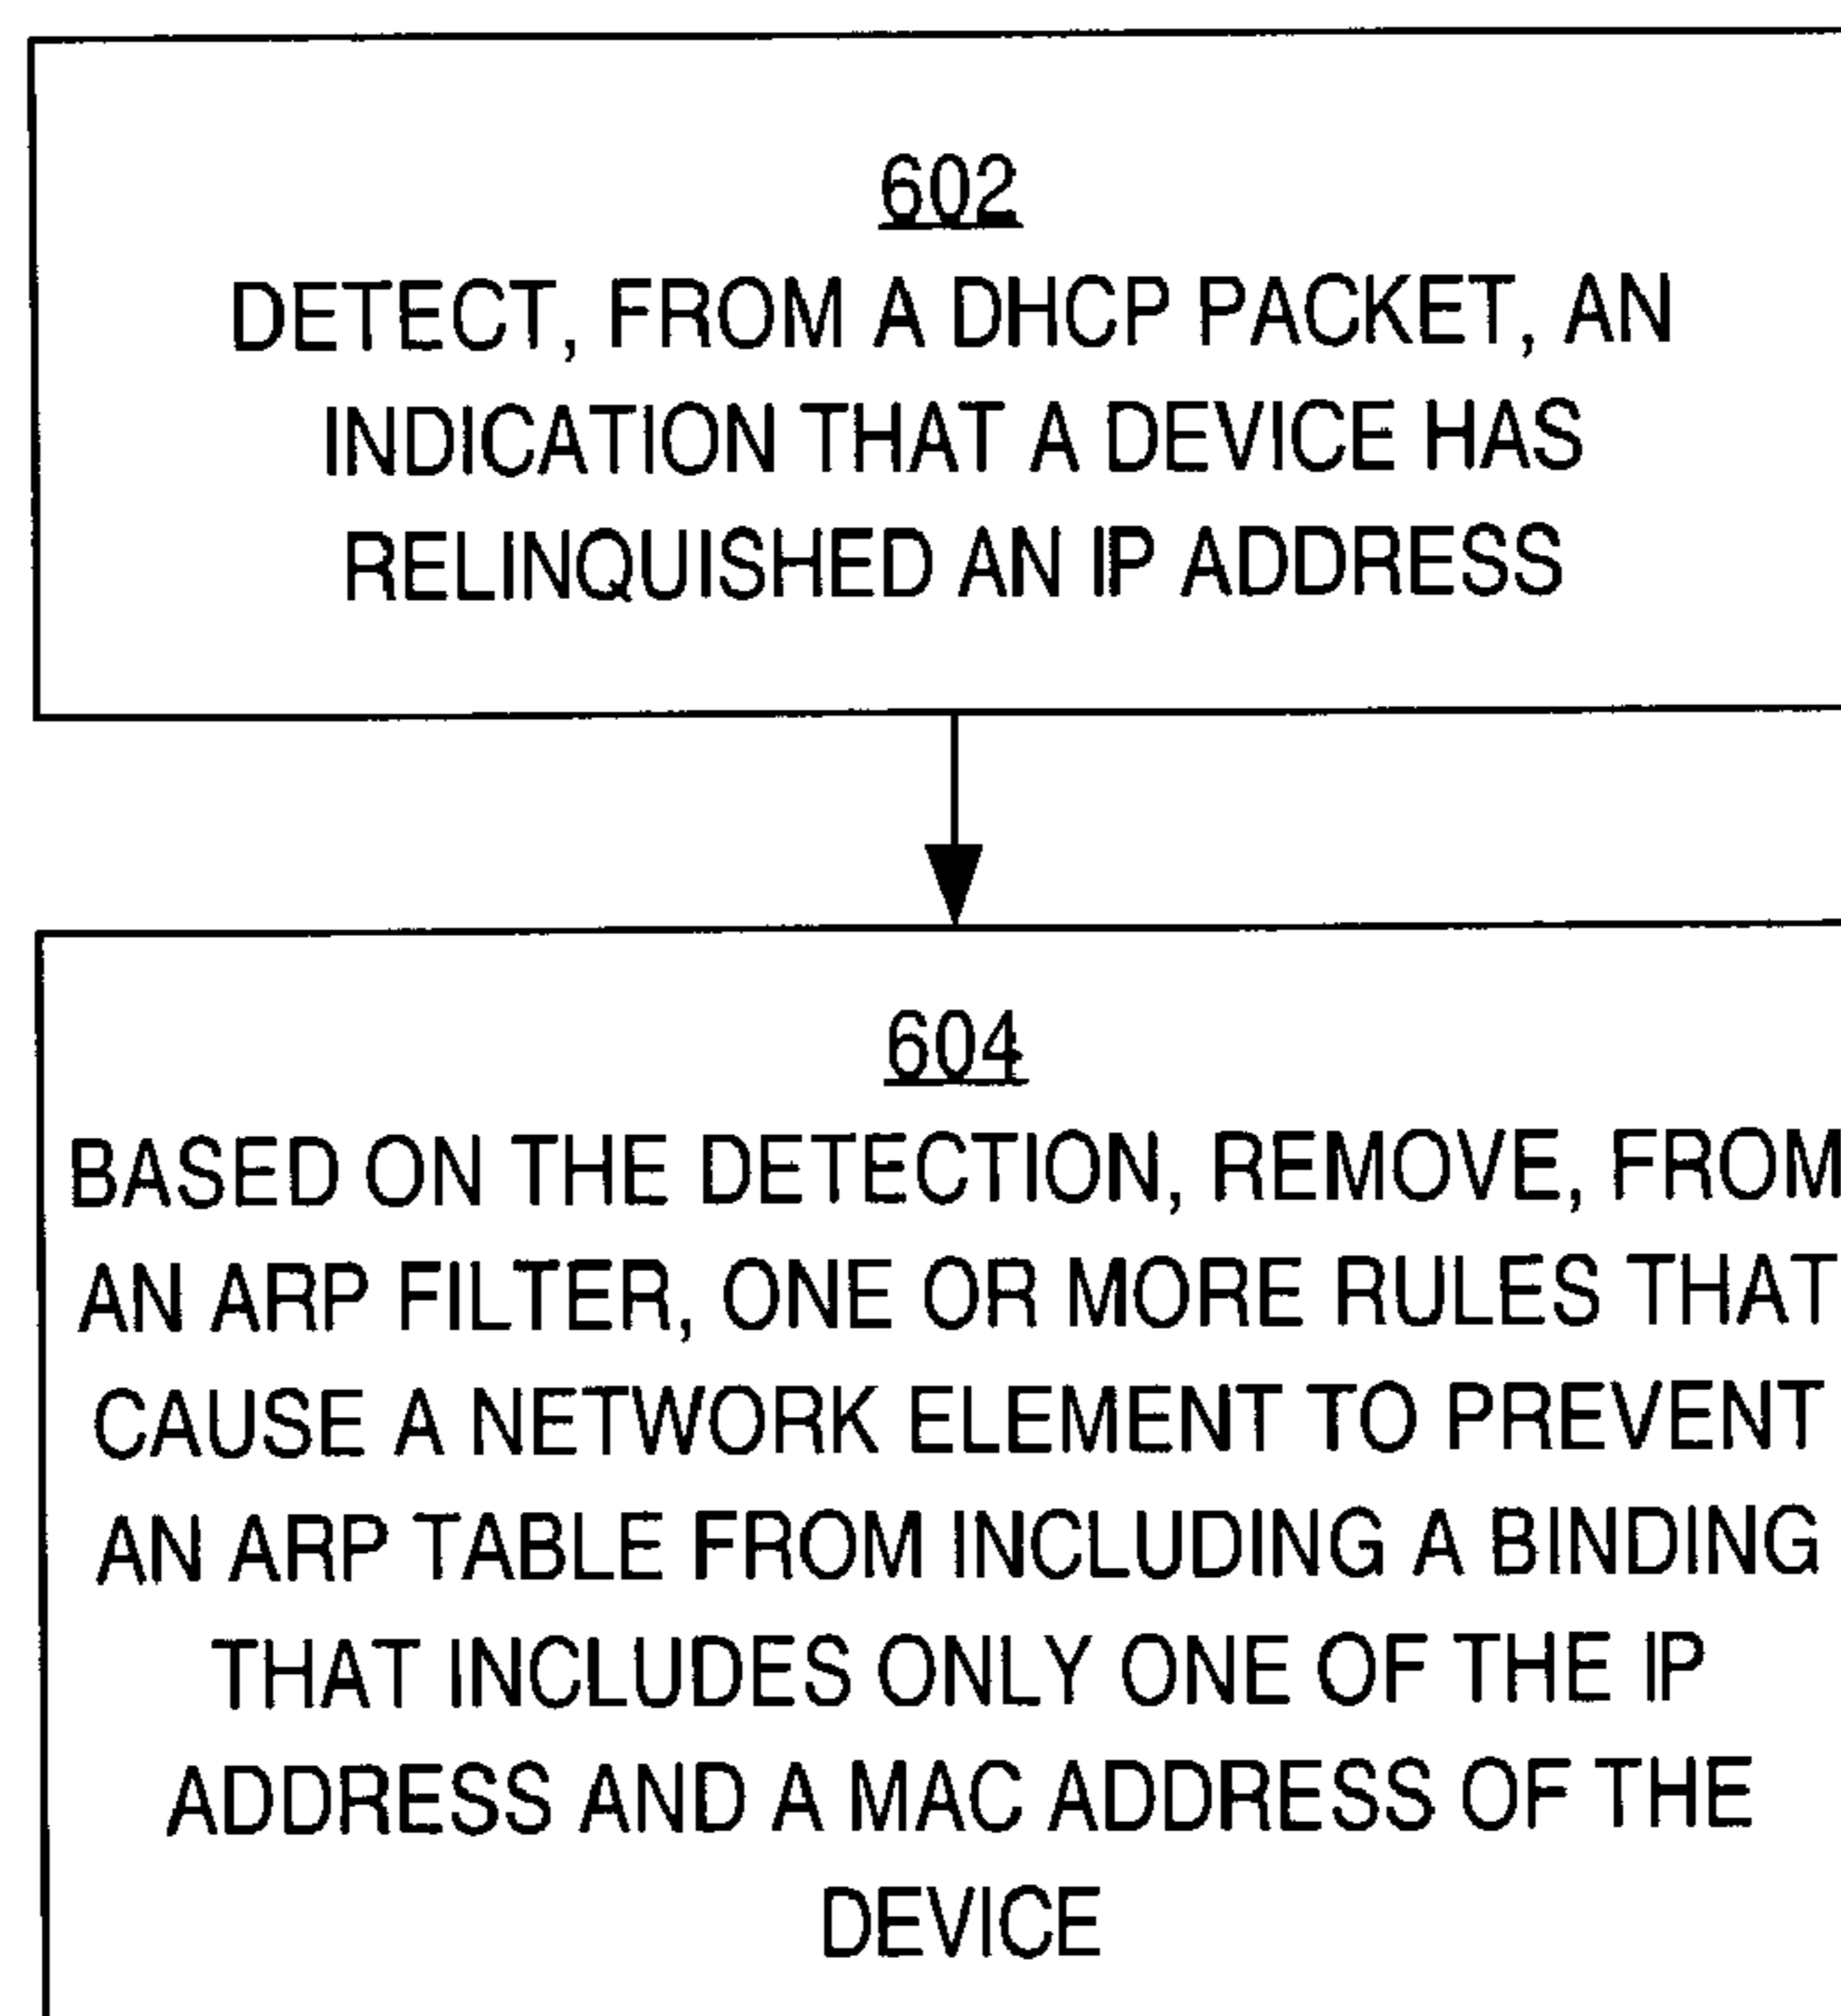 602
DETECT, FROM A DHCP PACKET, AN
INDICATION THAT A DEVICE HAS
RELINQUISHED AN IP ADDRESS
604
BASED ON THE DETECTION, REMOVE, FROM
AN ARP FILTER, ONE OR MORE RULES THAT
CAUSE A NETWORK ELEMENT TO PREVENT
AN ARP TABLE FROM INCLUDING A BINDING
THAT INCLUDES ONLY ONE OF THE IP
ADDRESS AND A MAC ADDRESS OF THE
DEVICE